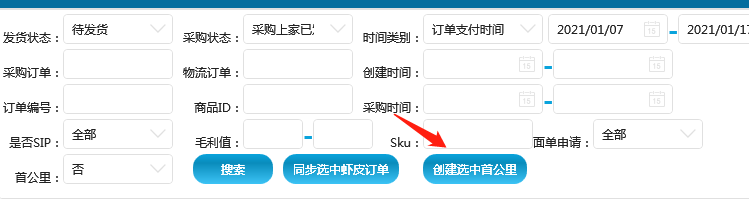 发货状态： 待发货 采购状态： 采购上家已发 时间类别： 订单支付时间 2021/01/07 2021/01/17
采购订单： 物流订单： 创建时间：
订单编号： 商品ID： 采购时间：
是否SIP： 全部 毛利值： Sku： 面单申请： 全部
首公里： 否 搜索 同步选中虾皮订单 创建选中首公里